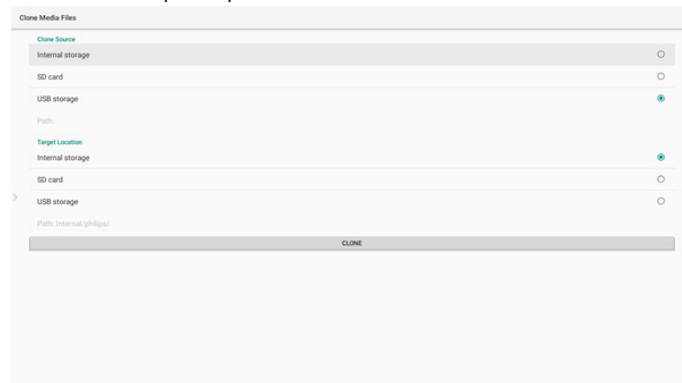 Clone Media Files
Clone Source
Internal storage
SD card
USB storage
Path:
Target Location
Internal storage
SD card
USB storage
Path: Internal/philips/
CLONE